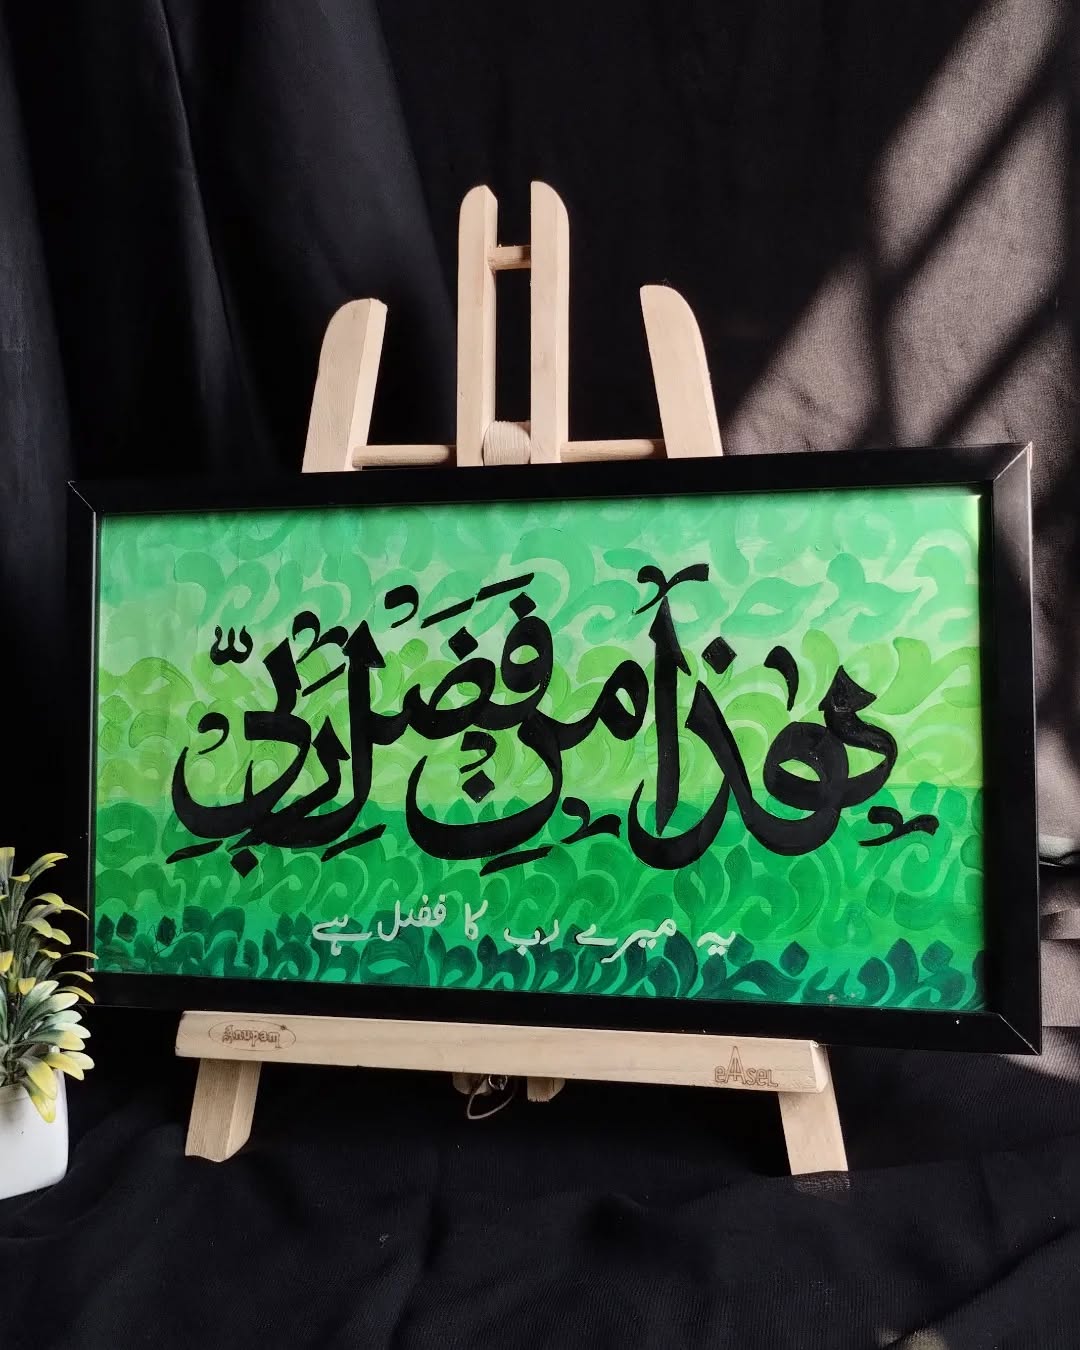 هٰذَا مِنْ فَضْلِ رَبِّي
یہ میرے رب کا فضل ہے
Anupam
eAsel